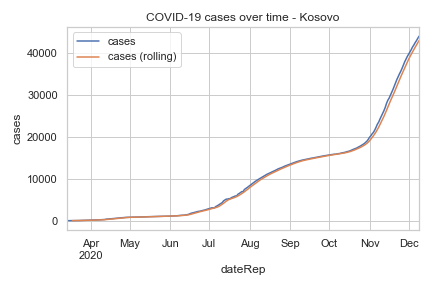 COVID-19 cases over time - Kosovo
cases
cases (rolling)
40000
30000
20000
10000
0
cases
Apr
2020
May
Jun
Jul
Aug
Sep
Oct
Nov
Dec
dateRep